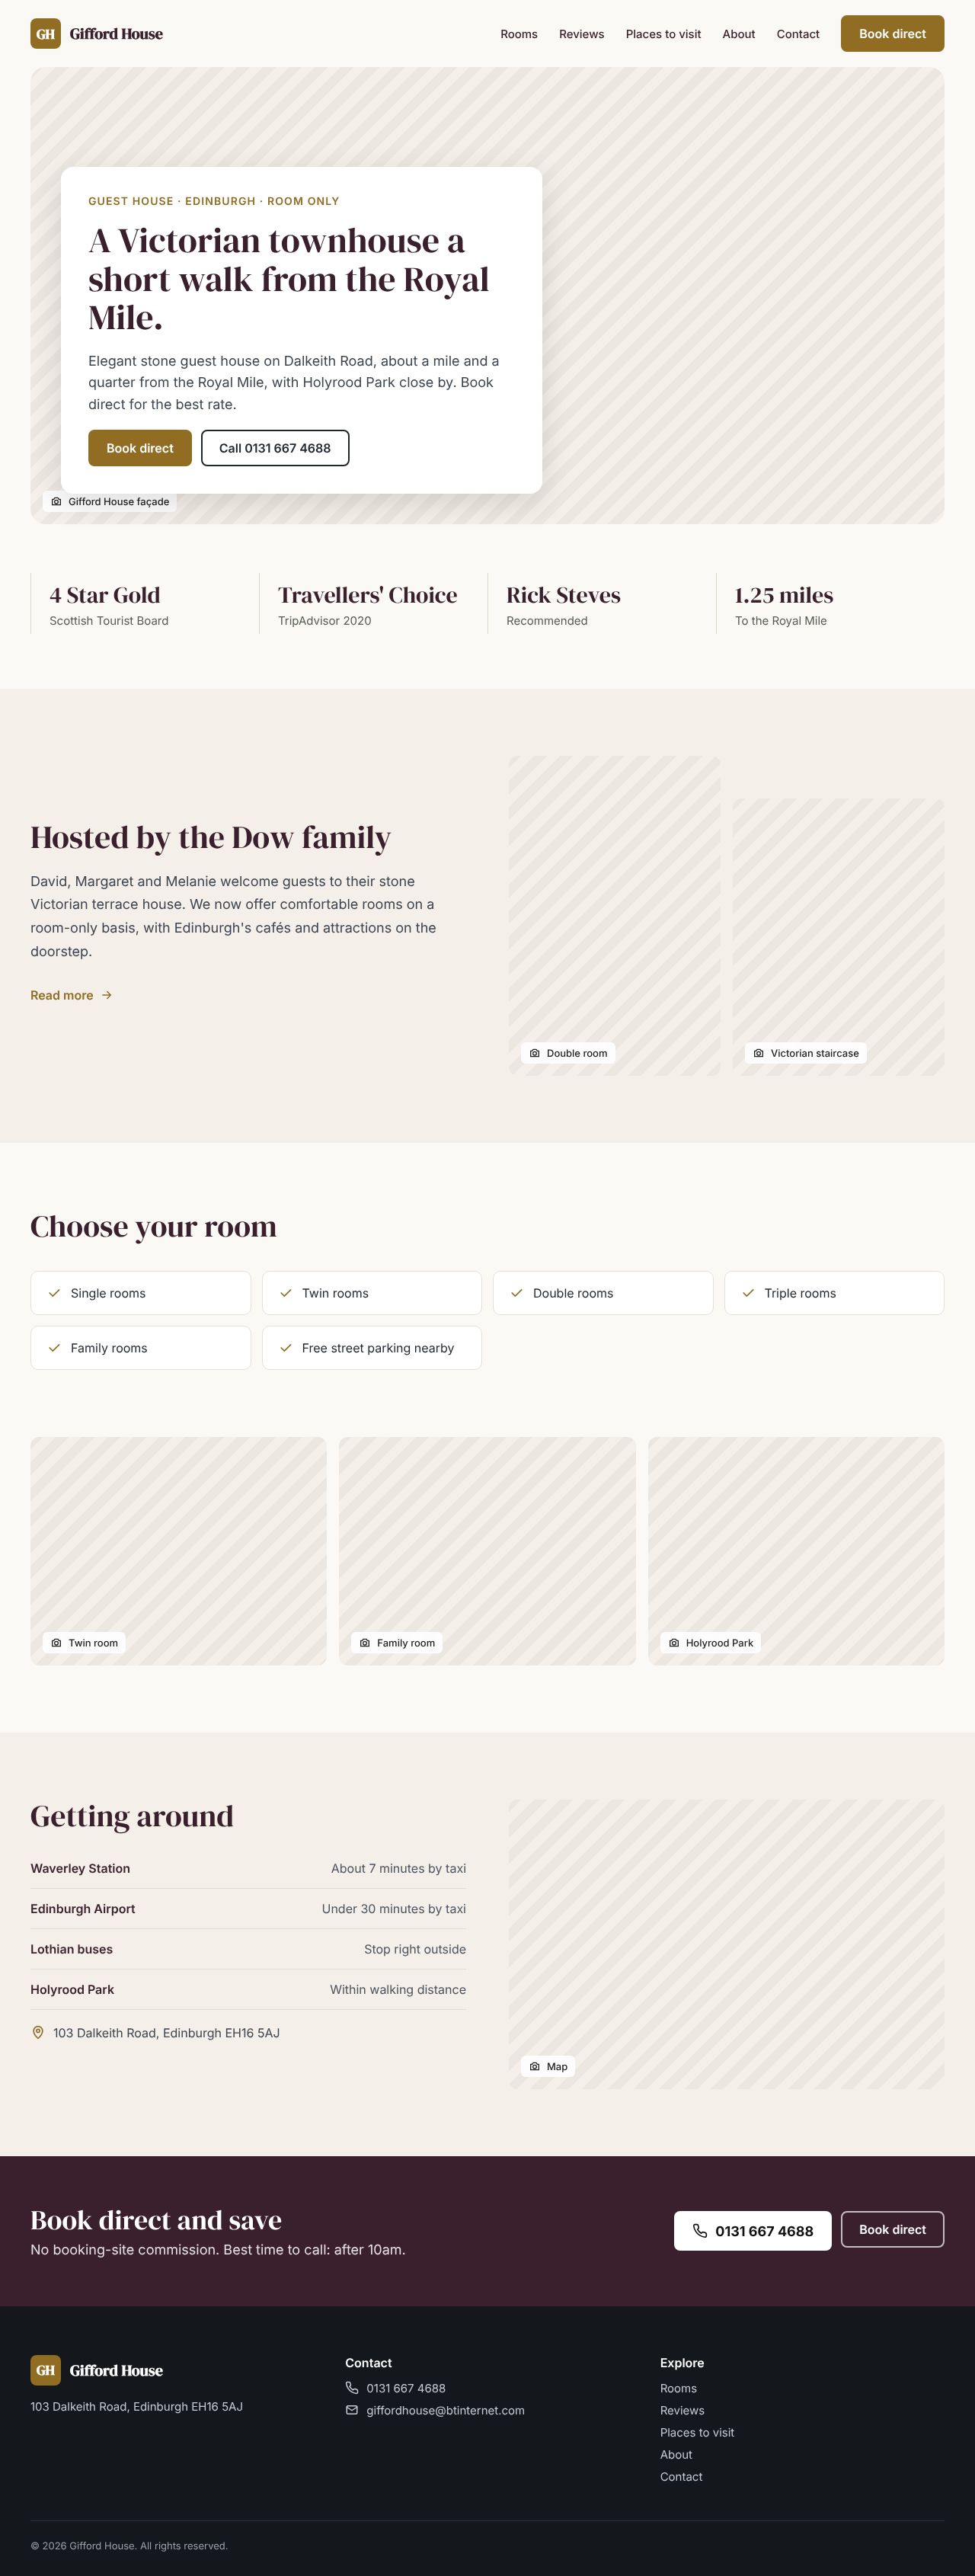 GH Gifford House
Rooms Reviews Places to visit About Contact Book direct
GUEST HOUSE · EDINBURGH · ROOM ONLY
A Victorian townhouse a
short walk from the Royal
Mile.
Elegant stone guest house on Dalkeith Road, about a mile and a
quarter from the Royal Mile, with Holyrood Park close by. Book
direct for the best rate.
Book direct Call 0131 667 4688
Gifford House façade
4 Star Gold
Scottish Tourist Board
Travellers' Choice
TripAdvisor 2020
Rick Steves
Recommended
1.25 miles
To the Royal Mile
Hosted by the Dow family
David, Margaret and Melanie welcome guests to their stone
Victorian terrace house. We now offer comfortable rooms on a
room-only basis, with Edinburgh's cafés and attractions on the
doorstep.
Read more
Double room
Victorian staircase
Choose your room
Single rooms
Twin rooms
Double rooms
Triple rooms
Family rooms
Free street parking nearby
Twin room
Family room
Holyrood Park
Getting around
Waverley Station About 7 minutes by taxi
Edinburgh Airport Under 30 minutes by taxi
Lothian buses Stop right outside
Holyrood Park Within walking distance
103 Dalkeith Road, Edinburgh EH16 5AJ
Map
Book direct and save
No booking-site commission. Best time to call: after 10am.
0131 667 4688 Book direct
GH Gifford House
103 Dalkeith Road, Edinburgh EH16 5AJ
Contact
0131 667 4688
giffordhouse@btinternet.com
Explore
Rooms
Reviews
Places to visit
About
Contact
© 2026 Gifford House. All rights reserved.